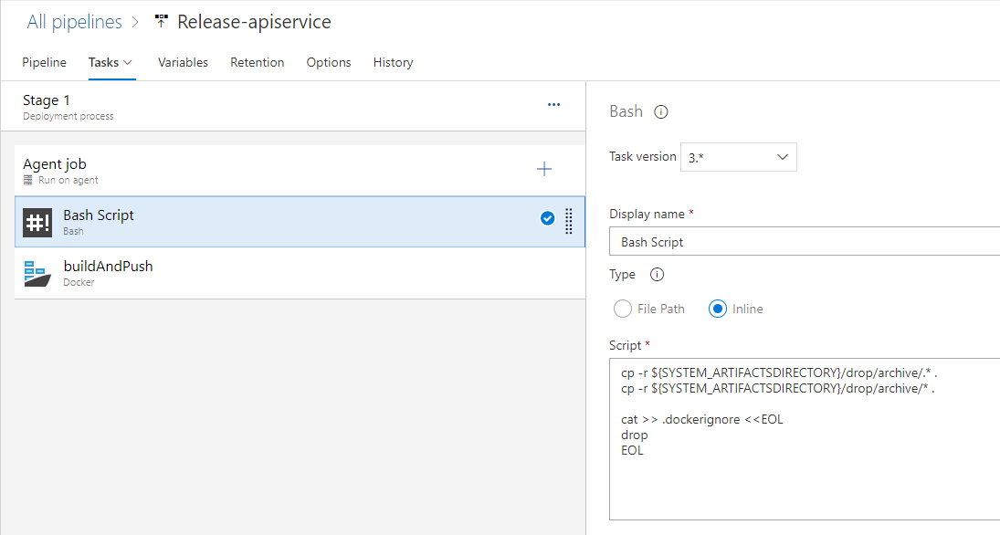 All pipelines > Release-apiservice
Pipeline Tasks Variables Retention Options History
Stage 1
Deployment process
Agent job
Run on agent
#! Bash Script
Bash
buildAndPush
Docker
Bash
Task version 3.*
Display name *
Bash Script
Type
File Path Inline
Script *
cp -r ${SYSTEM_ARTIFACTSDIRECTORY}/drop/archive/.* .
cp -r ${SYSTEM_ARTIFACTSDIRECTORY}/drop/archive/* .
cat >> .dockerignore <<EOL
drop
EOL